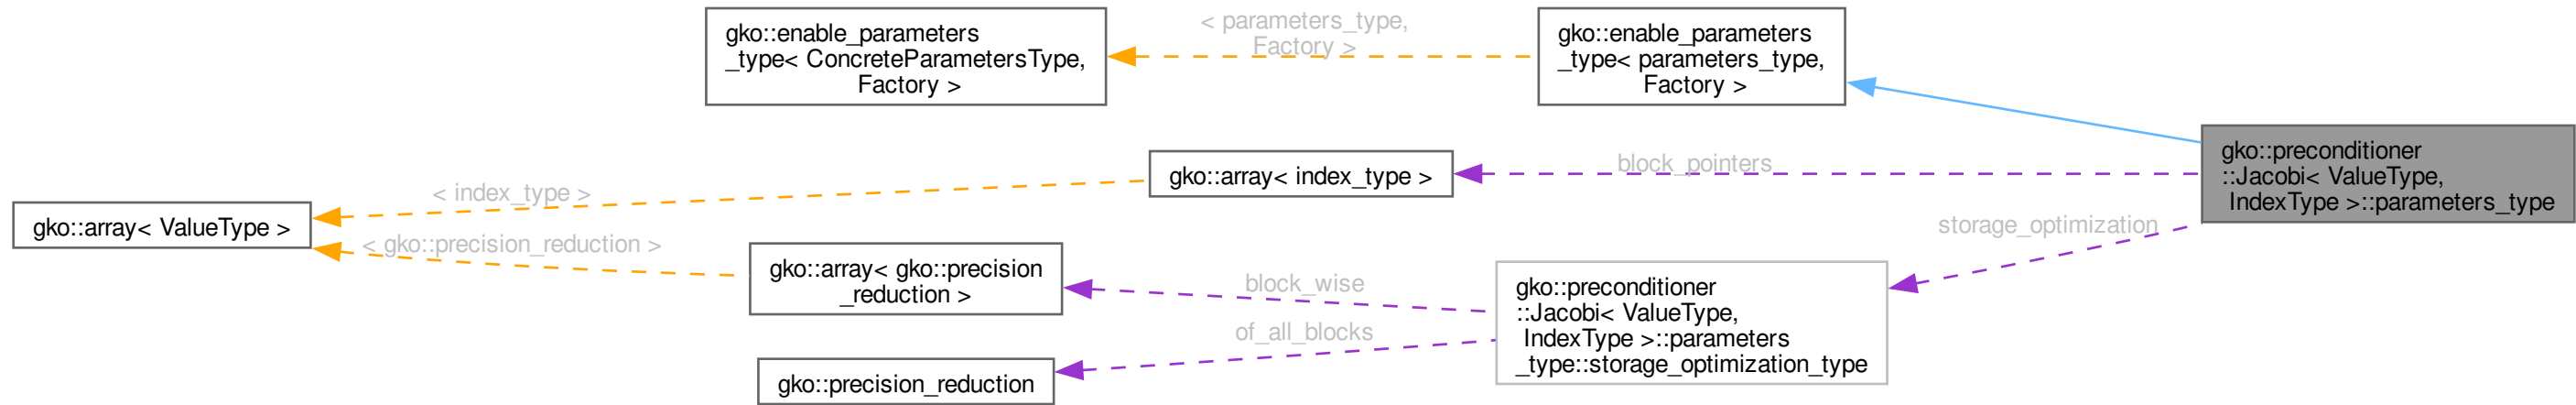 gko::enable_parameters
_type< ConcreteParametersType,
Factory >
< parameters_type,
Factory >
gko::enable_parameters
_type< parameters_type,
Factory >
gko::array< ValueType >
< index_type >
< gko::precision_reduction >
gko::array< index_type >
block_pointers
gko::preconditioner
::Jacobi< ValueType,
IndexType >::parameters_type
gko::array< gko::precision
_reduction >
block_wise
storage_optimization
gko::preconditioner
::Jacobi< ValueType,
IndexType >::parameters
_type::storage_optimization_type
of_all_blocks
gko::precision_reduction